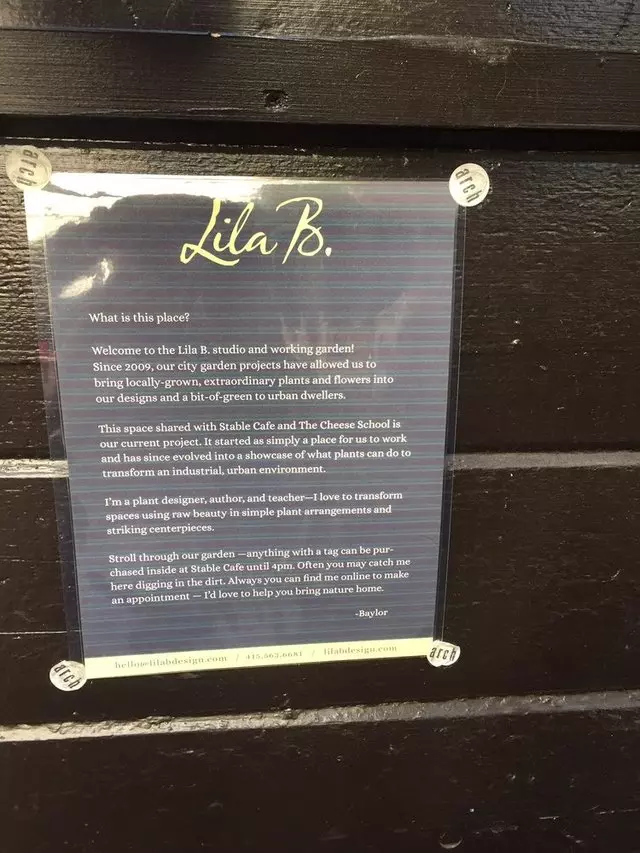 arch
arch
Lila B.
What is this place?
Welcome to the Lila B. studio and working garden!
Since 2009, our city garden projects have allowed us to
bring locally-grown, extraordinary plants and flowers into
our designs and a bit-of-green to urban dwellers.
This space shared with Stable Cafe and The Cheese School is
our current project. It started as simply a place for us to work
and has since evolved into a showcase of what plants can do to
transform an industrial, urban environment.
I'm a plant designer, author, and teacher—I love to transform
spaces using raw beauty in simple plant arrangements and
striking centerpieces.
Stroll through our garden —anything with a tag can be pur-
chased inside at Stable Cafe until 4pm. Often you may catch me
here digging in the dirt. Always you can find me online to make
an appointment — I'd love to help you bring nature home.
-Baylor
hello@lilabdesign.com / 415.562.6681 / lilabdesign.com
arch
arch